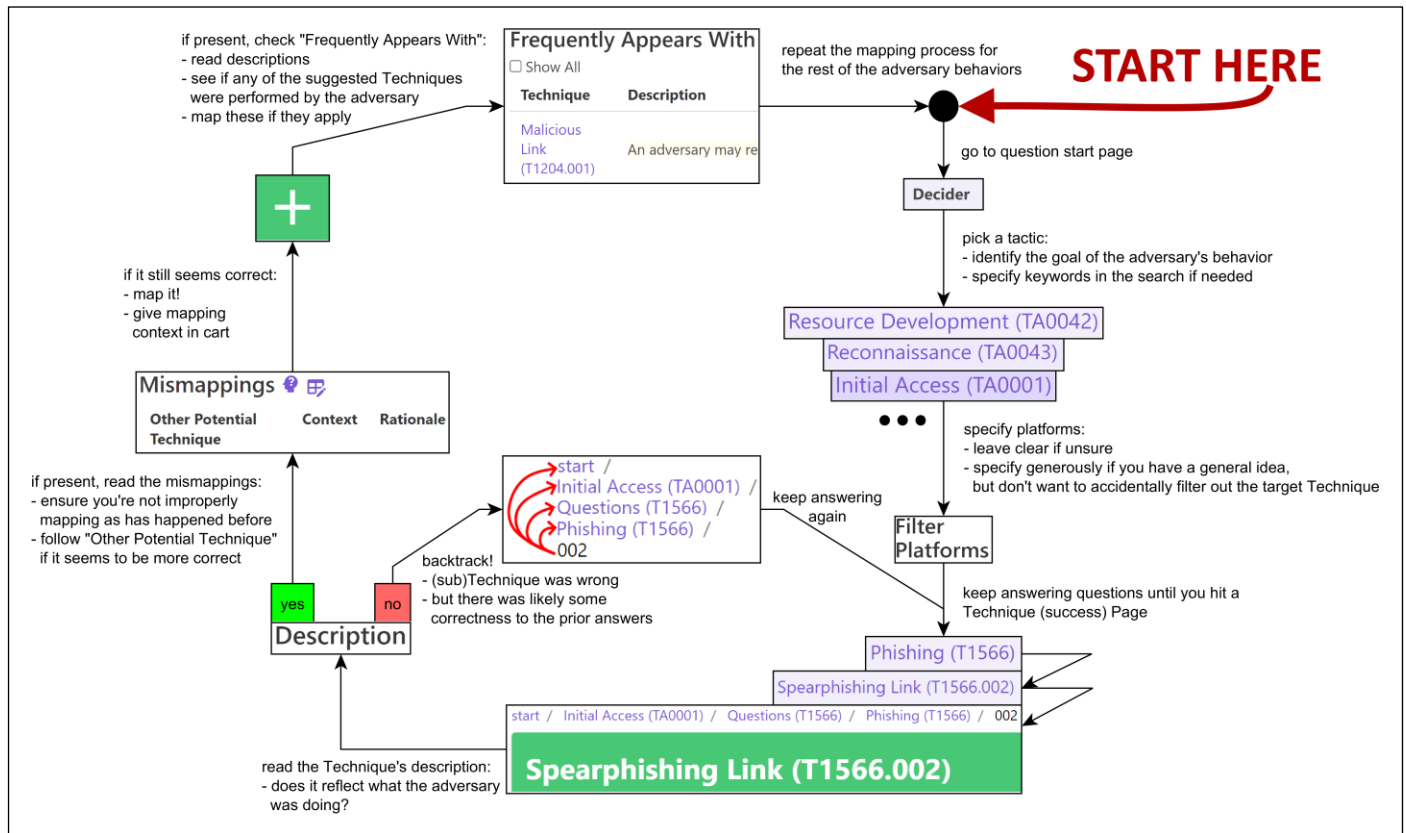 START HERE
repeat the mapping process for
the rest of the adversary behaviors
go to question start page
Decider
pick a tactic:
- identify the goal of the adversary's behavior
- specify keywords in the search if needed
Resource Development (TA0042)
Reconnaissance (TA0043)
Initial Access (TA0001)
•••
specify platforms:
- leave clear if unsure
- specify generously if you have a general idea,
but don't want to accidentally filter out the target Technique
Filter
Platforms
keep answering questions until you hit a
Technique (success) Page
Phishing (T1566)
Spearphishing Link (T1566.002)
start / Initial Access (TA0001) / Questions (T1566) / Phishing (T1566) / 002
Spearphishing Link (T1566.002)
read the Technique's description:
- does it reflect what the adversary
was doing?
Description
yes
no
backtrack!
- (sub)Technique was wrong
- but there was likely some
correctness to the prior answers
start /
Initial Access (TA0001) /
Questions (T1566) /
Phishing (T1566) /
002
keep answering
again
if present, read the mismappings:
- ensure you're not improperly
mapping as has happened before
- follow "Other Potential Technique"
if it seems to be more correct
Mismappings
Other Potential Technique
Context
Rationale
if it still seems correct:
- map it!
- give mapping
context in cart
+
if present, check "Frequently Appears With":
- read descriptions
- see if any of the suggested Techniques
were performed by the adversary
- map these if they apply
Frequently Appears With
Show All
Technique Description
Malicious
Link
(T1204.001)
An adversary may re